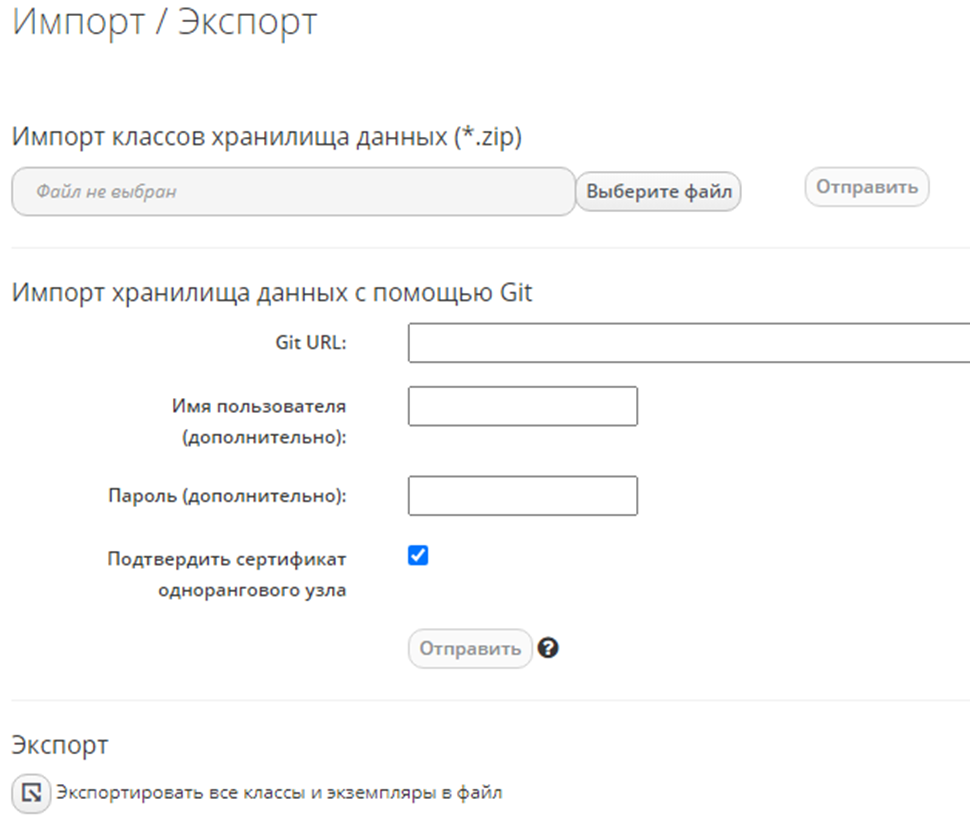 Импорт / Экспорт
Импорт классов хранилища данных (*.zip)
Файл не выбран
Выберите файл
Отправить
Импорт хранилища данных с помощью Git
Git URL:
Имя пользователя
(дополнительно):
Пароль (дополнительно):
Подтвердить сертификат
однорангового узла
Отправить ?
Экспорт
Экспортировать все классы и экземпляры в файл